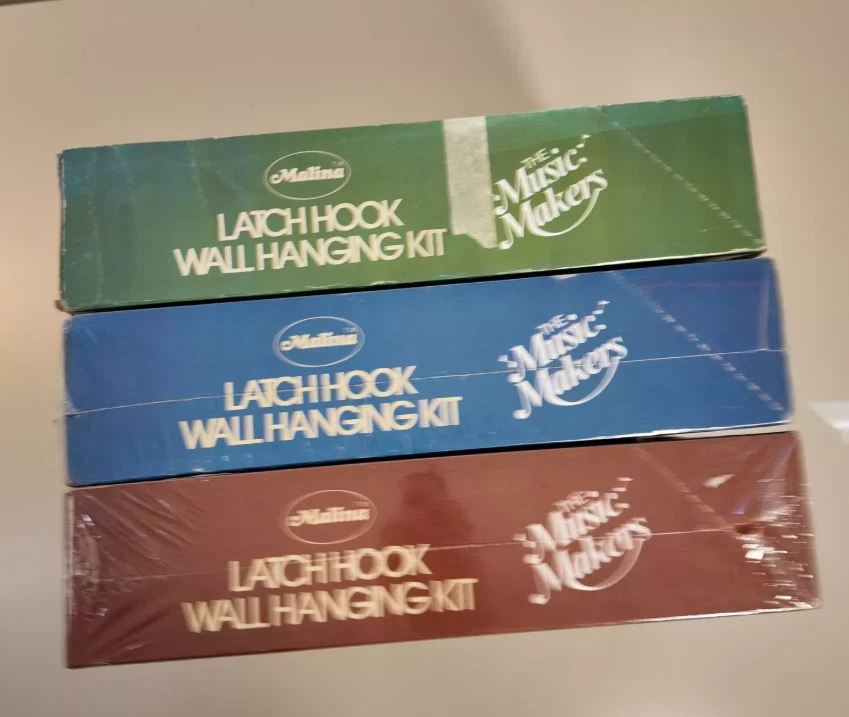 Malina
LATCH HOOK
WALL HANGING KIT
THE
Music
Makers
Malina
LATCH HOOK
WALL HANGING KIT
THE
Music
Makers
Malina
LATCH HOOK
WALL HANGING KIT
THE
Music
Makers